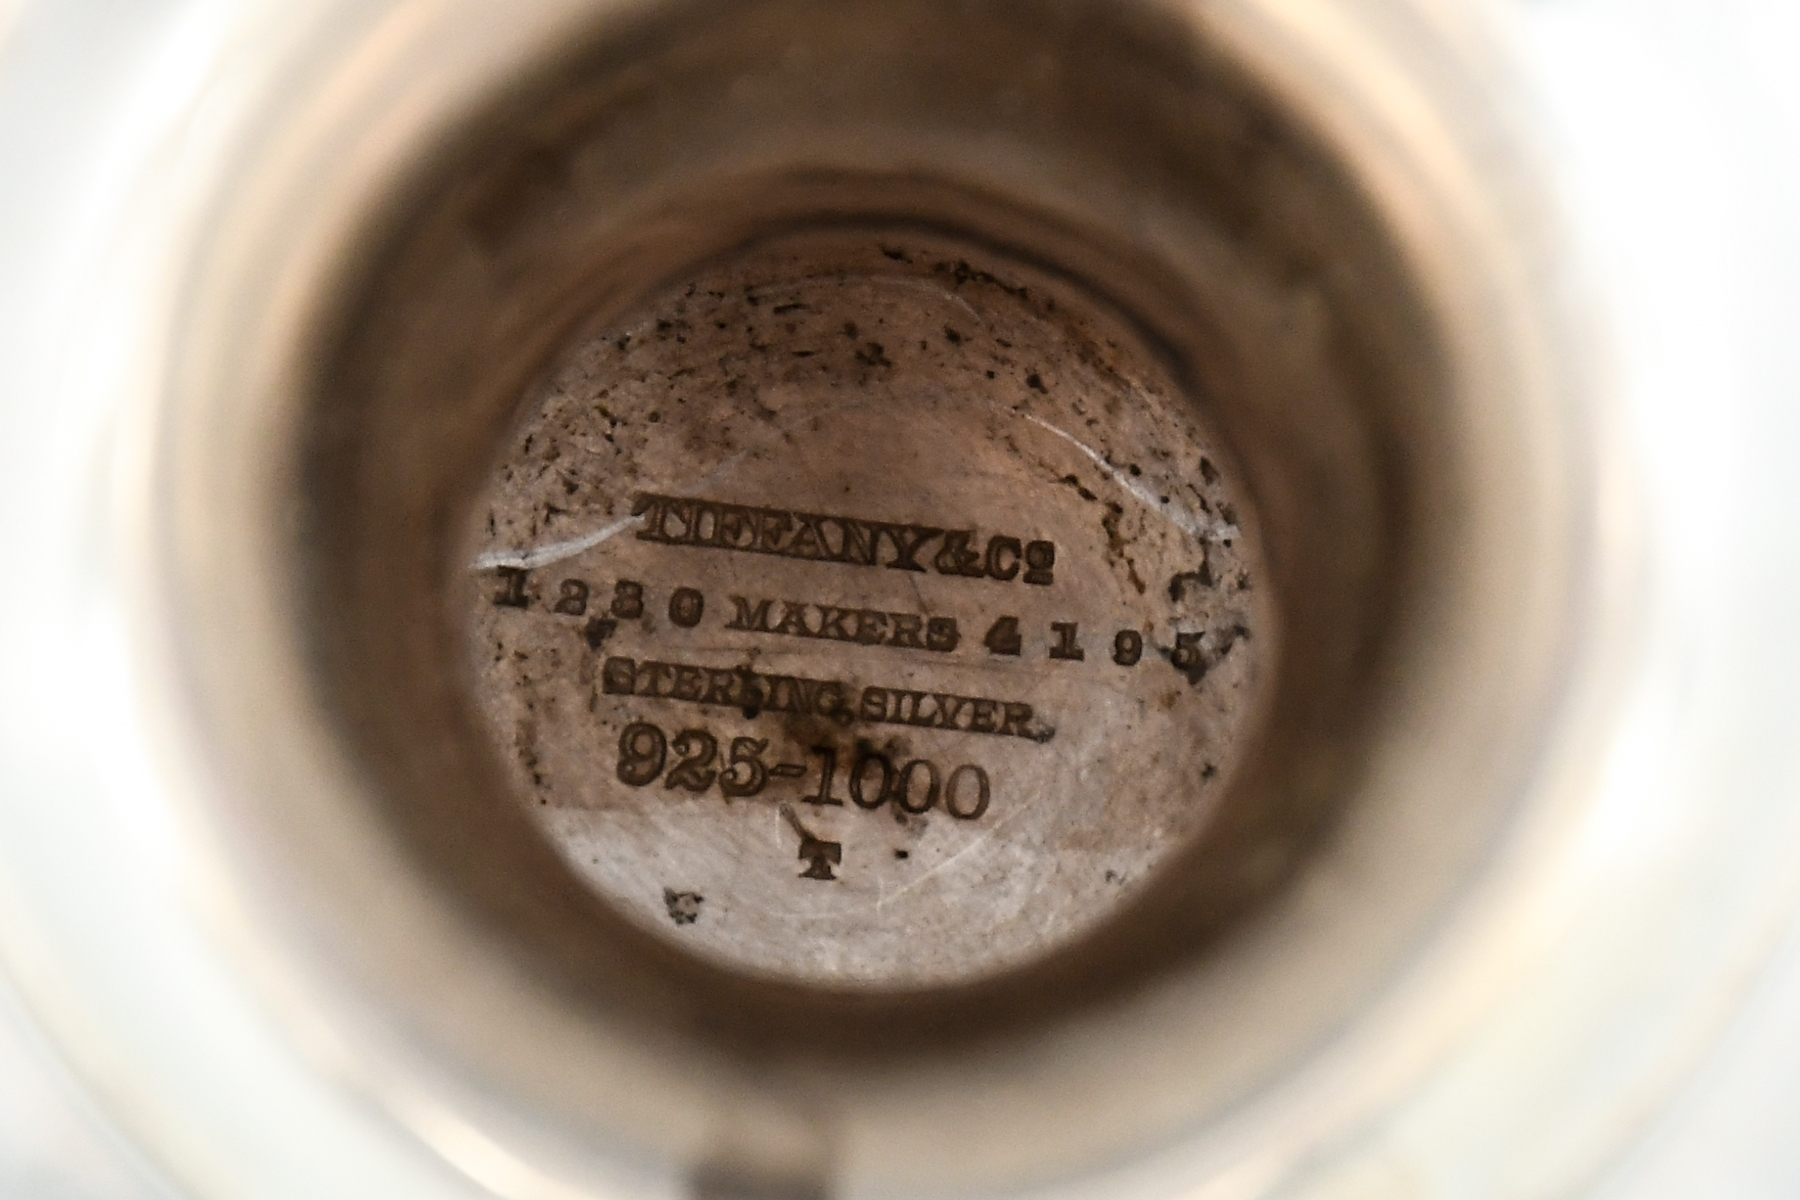 TIFFANY & Cº
1230 MAKERS 4195
STERLING.SILVER.
925-1000
T